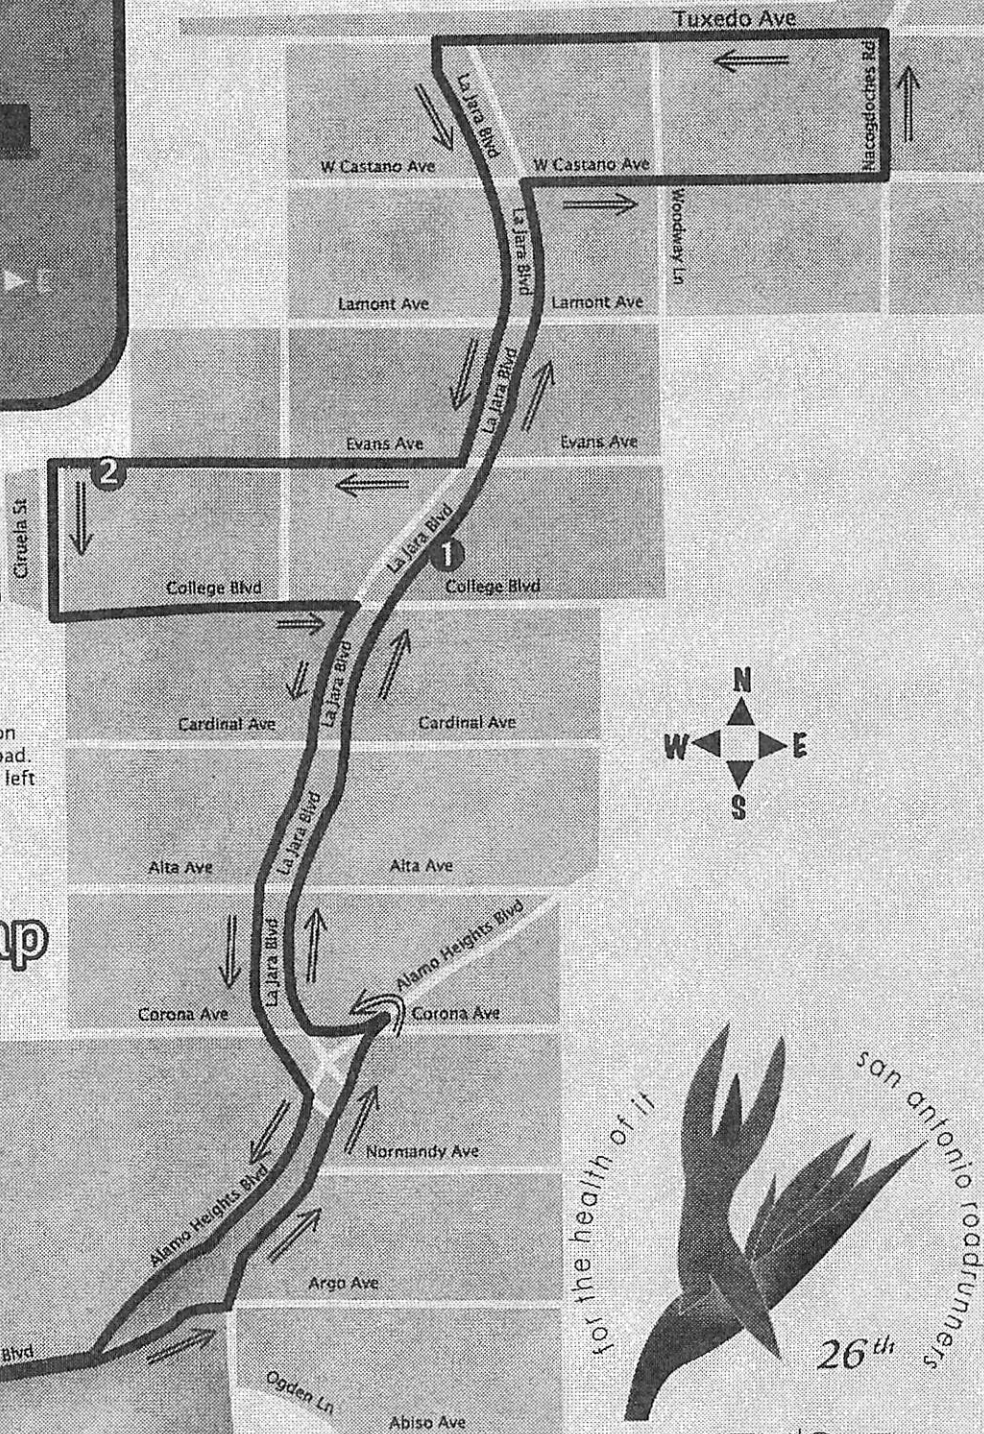 Tuxedo Ave
Nacogdoches Rd
La Jara Blvd
W Castano Ave
W Castano Ave
La Jara Blvd
Woodway Ln
E
Lamont Ave
Lamont Ave
La Jara Blvd
Evans Ave
Evans Ave
2
Ciruela St
La Jara Blvd
1
College Blvd
College Blvd
La Jara Blvd
N
W E
S
Cardinal Ave
Cardinal Ave
on
oad.
left
La Jara Blvd
Alta Ave
Alta Ave
ap
La Jara Blvd
Alamo Heights Blvd
Corona Ave
Corona Ave
for the health of it
san antonio roadrunners
Normandy Ave
Alamo Heights Blvd
Argo Ave
26th
Blvd
Ogden Ln
Abiso Ave